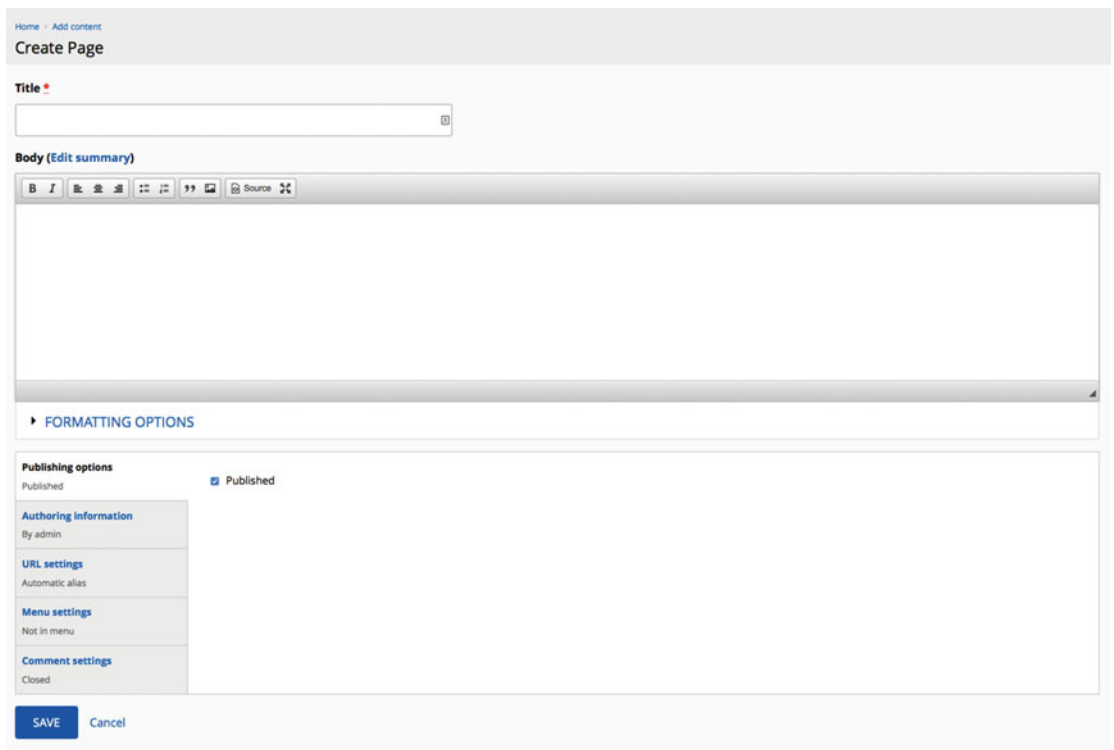 Home › Add content
Create Page
Title *
Body (Edit summary)
B I Source
FORMATTING OPTIONS
Publishing options
Published
Published
Authoring information
By admin
URL settings
Automatic alias
Menu settings
Not in menu
Comment settings
Closed
SAVE Cancel